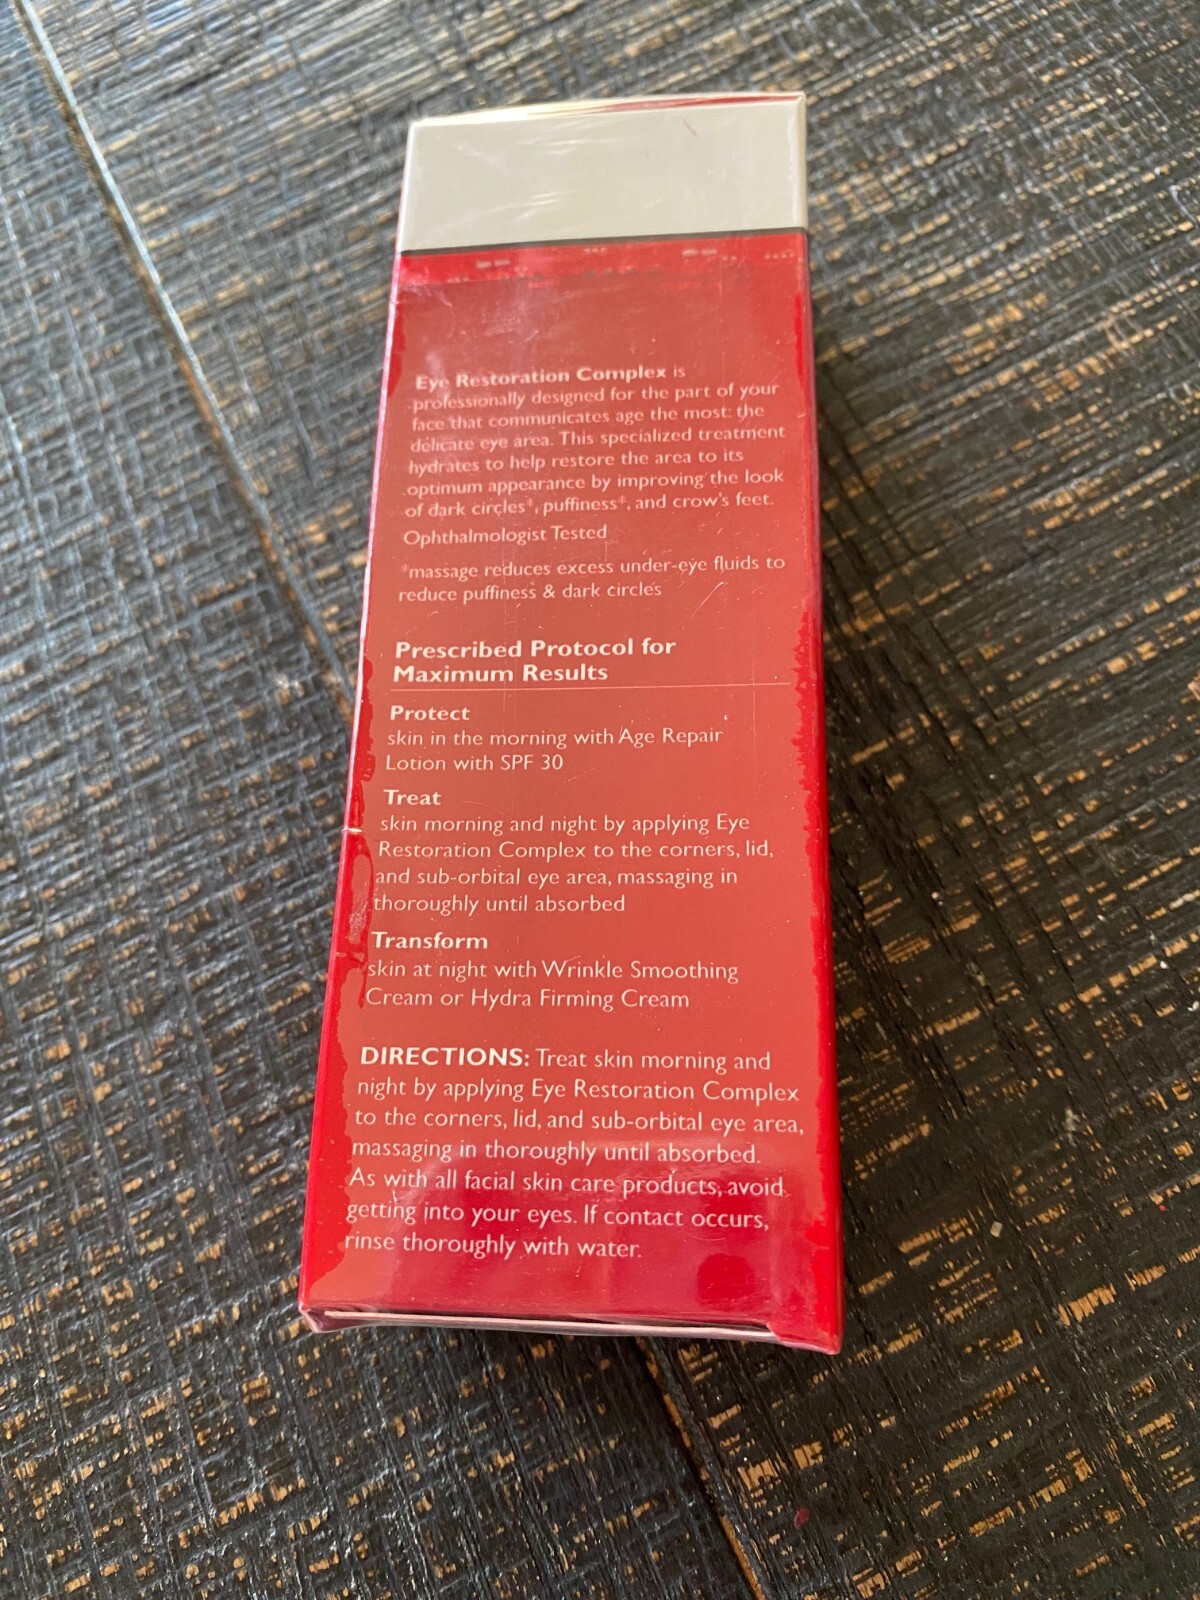 Eye Restoration Complex is
professionally designed for the part of your
face that communicates age the most: the
delicate eye area. This specialized treatment
hydrates to help restore the area to its
optimum appearance by improving the look
of dark circles*, puffiness*, and crow's feet.
Ophthalmologist Tested
*massage reduces excess under-eye fluids to
reduce puffiness & dark circles
Prescribed Protocol for
Maximum Results
Protect
skin in the morning with Age Repair
Lotion with SPF 30
Treat
skin morning and night by applying Eye
Restoration Complex to the corners, lid,
and sub-orbital eye area, massaging in
thoroughly until absorbed
Transform
skin at night with Wrinkle Smoothing
Cream or Hydra Firming Cream
DIRECTIONS: Treat skin morning and
night by applying Eye Restoration Complex
to the corners, lid, and sub-orbital eye area,
massaging in thoroughly until absorbed.
As with all facial skin care products, avoid
getting into your eyes. If contact occurs,
rinse thoroughly with water.